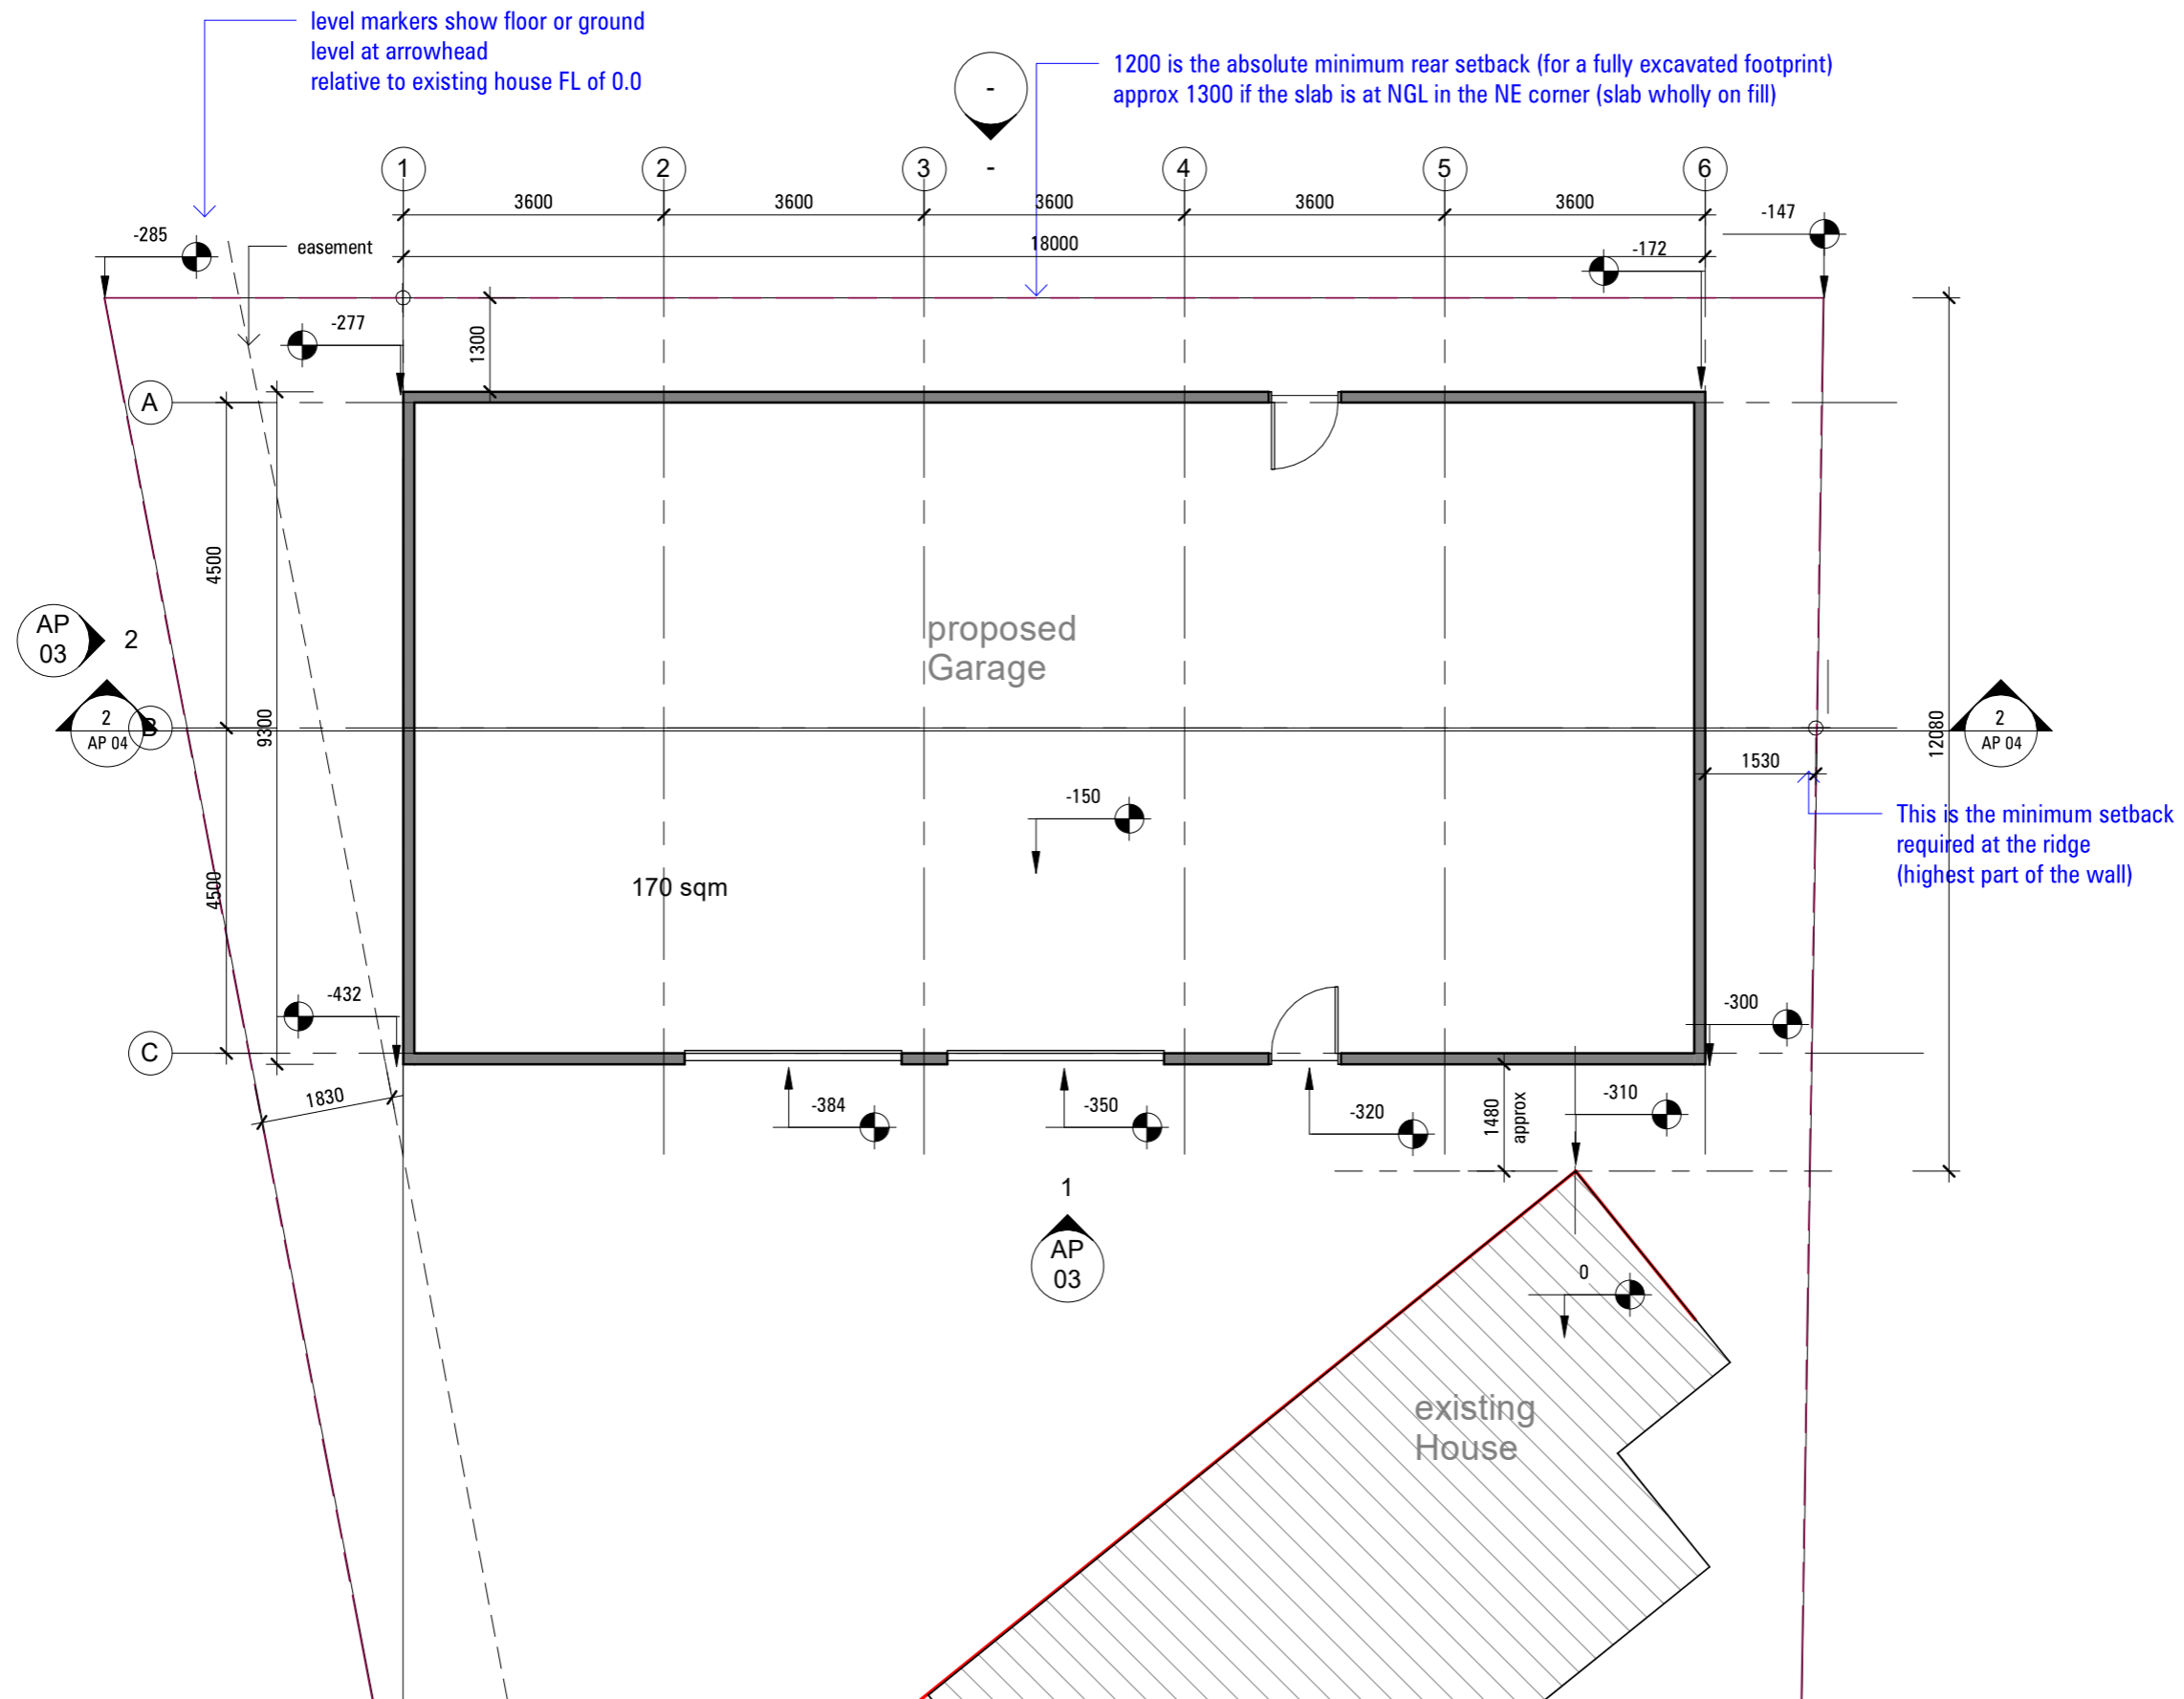 level markers show floor or ground
level at arrowhead
relative to existing house FL of 0.0
1200 is the absolute minimum rear setback (for a fully excavated footprint)
approx 1300 if the slab is at NGL in the NE corner (slab wholly on fill)
-
-
1
2
3
4
5
6
3600
3600
3600
3600
3600
18000
-285
easement
-172
-147
-277
1300
A
4500
proposed
Garage
AP
03
2
2
AP 04
B
9300
12080
2
AP 04
1530
-150
This is the minimum setback
required at the ridge
(highest part of the wall)
170 sqm
4500
-432
-300
C
1830
-384
-350
-320
1480
approx
-310
1
AP
03
0
existing
House